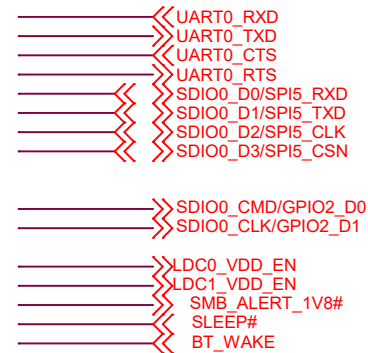 UART0_RXD
UART0_TXD
UART0_CTS
UART0_RTS
SDIO0_D0/SPI5_RXD
SDIO0_D1/SPI5_TXD
SDIO0_D2/SPI5_CLK
SDIO0_D3/SPI5_CSN
SDIO0_CMD/GPIO2_D0
SDIO0_CLK/GPIO2_D1
LDC0_VDD_EN
LDC1_VDD_EN
SMB_ALERT_1V8#
SLEEP#
BT_WAKE